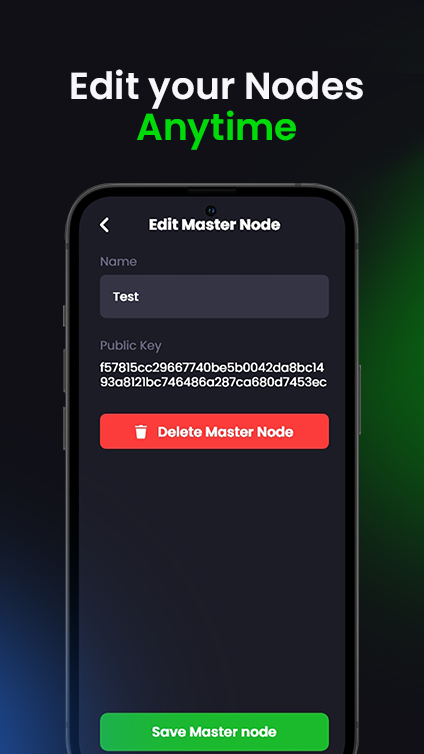 Edit your Nodes
Anytime
Edit Master Node
Name
Test
Public Key
f57815cc29667740be5b0042da8bc14
93a8121bc746486a287ca680d7453ec
Delete Master Node
Save Master node